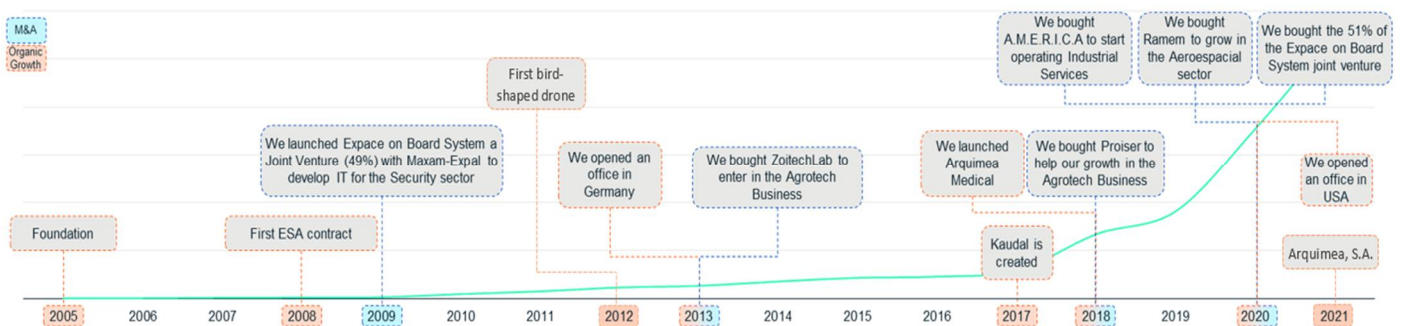 M&A
Organic
Growth
We bought
A.M.E.R.I.C.A to start
operating Industrial
Services
We bought
Ramem to grow in
the Aeroespacial
sector
We bought the 51% of
the Expace on Board
System joint venture
First bird-
shaped drone
We launched Expace on Board System a
Joint Venture (49%) with Maxam-Expal to
develop IT for the Security sector
We opened an
office in
Germany
We bought ZoitechLab to
enter in the Agrotech
Business
We launched
Arquimea
Medical
We bought Proiser to
help our growth in the
Agrotech Business
We opened
an office in
USA
Foundation
First ESA contract
Kaudal is
created
Arquimea, S.A.
2005 2006 2007 2008 2009 2010 2011 2012 2013 2014 2015 2016 2017 2018 2019 2020 2021